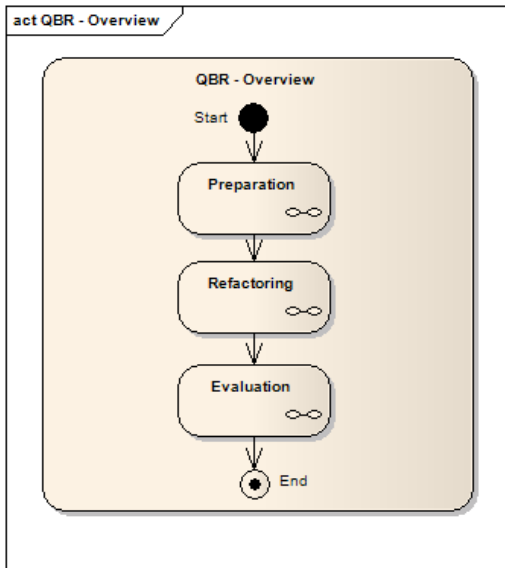 act QBR - Overview
QBR - Overview
Start
Preparation
Refactoring
Evaluation
End